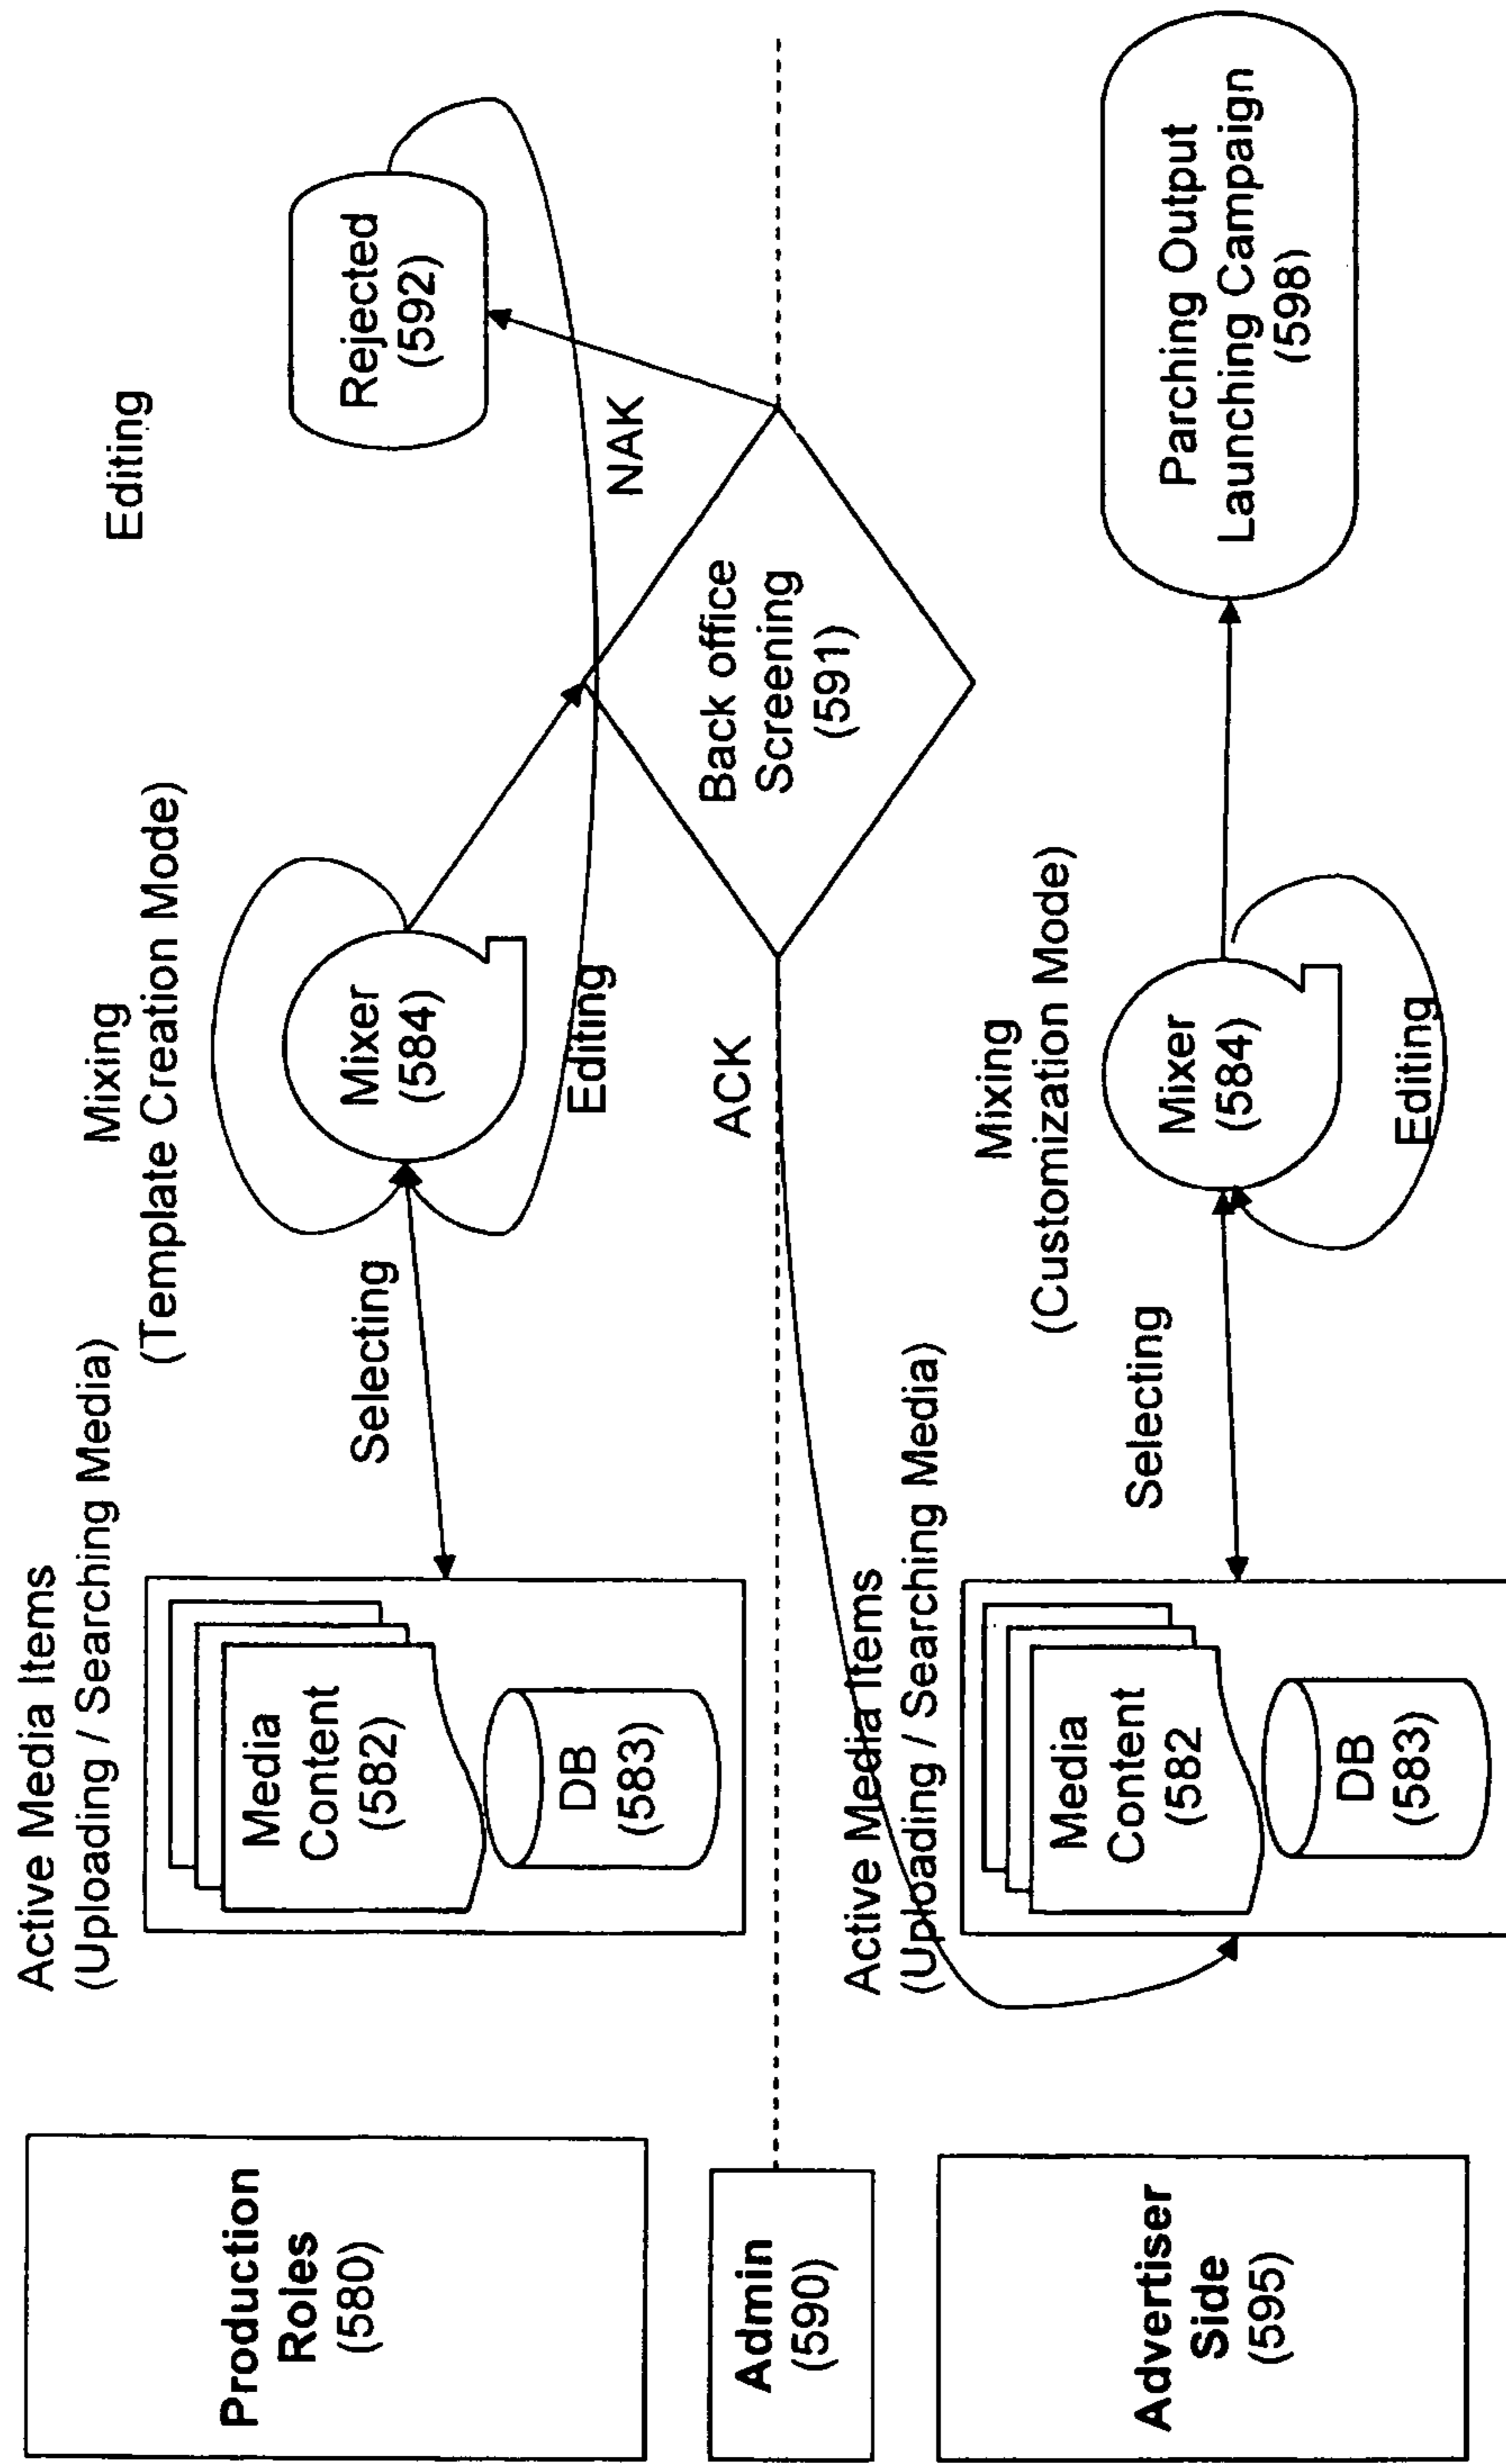 Production
Roles
(580)
Active Media Items
(Uploading / Searching Media)
Media
Content
(582)
DB
(583)
Selecting
Mixing
(Template Creation Mode)
Mixer
(584)
Editing
Editing
Rejected
(592)
NAK
Admin
(590)
ACK
Back office
Screening
(591)
Advertiser
Side
(595)
Active Media Items
(Uploading / Searching Media)
Media
Content
(582
DB
(583)
Selecting
Mixing
(Customization Mode)
Mixer
(584)
Editing
Parching Output
Launching Campaign
(598)